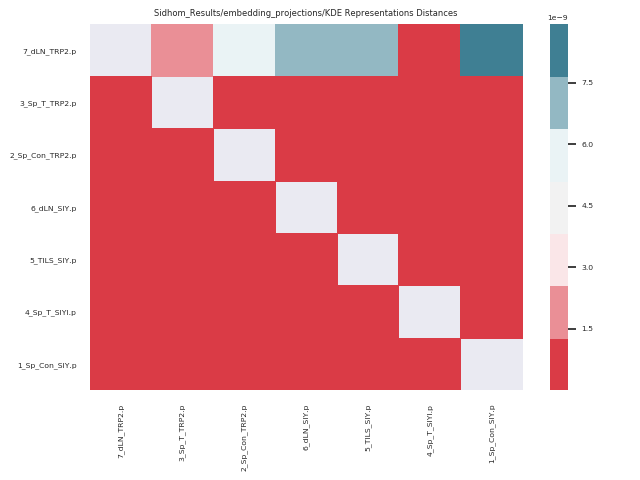 Sidhom_Results/embedding_projections/KDE Representations Distances
1e−9
7_dLN_TRP2.p
3_Sp_T_TRP2.p
2_Sp_Con_TRP2.p
6_dLN_SIY.p
5_TILS_SIY.p
4_Sp_T_SIYI.p
1_Sp_Con_SIY.p
7.5
6.0
4.5
3.0
1.5
7_dLN_TRP2.p
3_Sp_T_TRP2.p
2_Sp_Con_TRP2.p
6_dLN_SIY.p
5_TILS_SIY.p
4_Sp_T_SIYI.p
1_Sp_Con_SIY.p